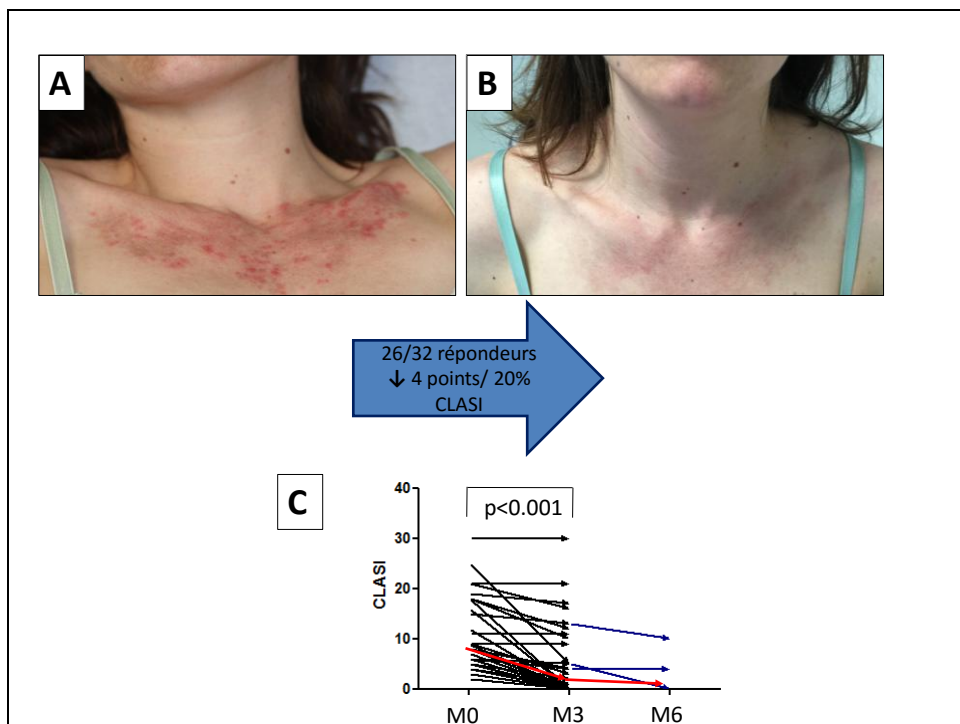 A
B
26/32 répondeurs
↓ 4 points/ 20%
CLASI
C
p<0.001
40
30
20
10
0
CLASI
M0 M3 M6